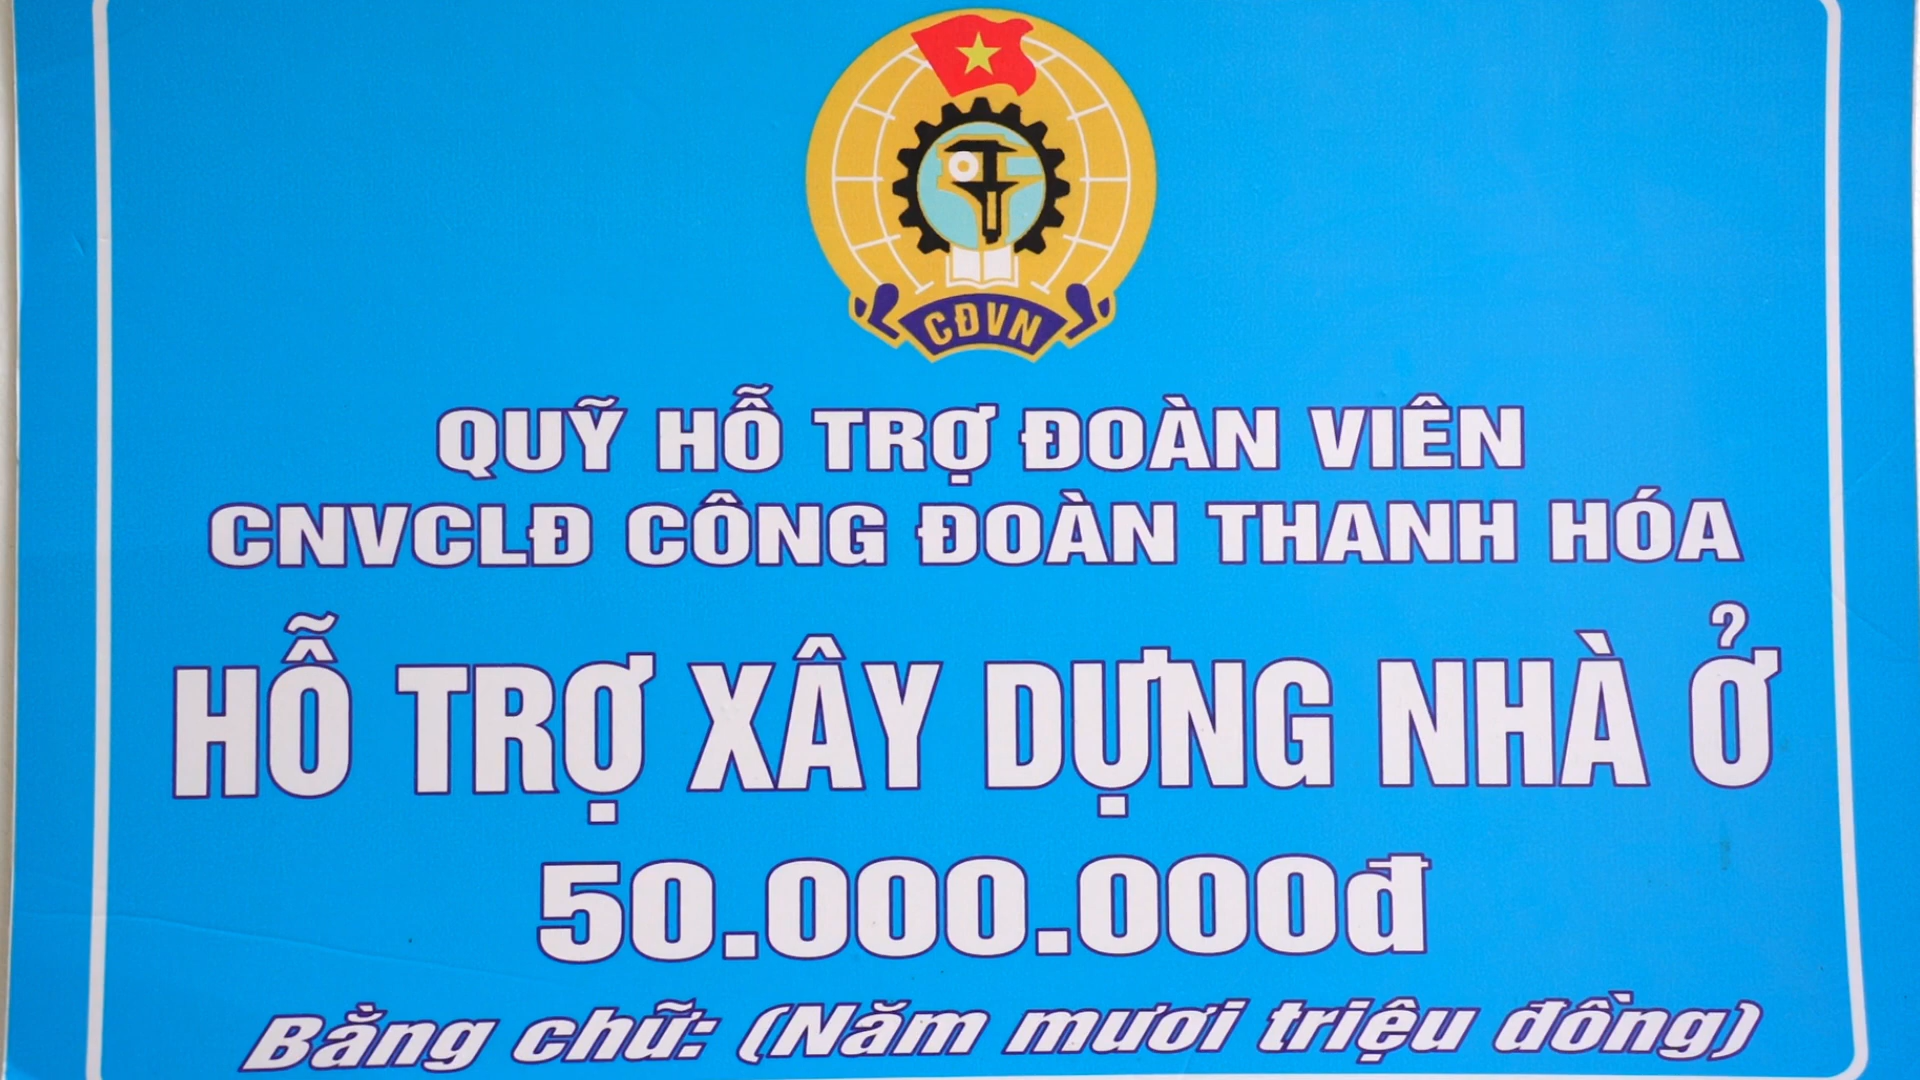 CĐVN
QUỸ HỖ TRỢ ĐOÀN VIÊN
CNVCLĐ CÔNG ĐOÀN THANH HÓA
HỖ TRỢ XÂY DỰNG NHÀ Ở
50.000.000đ
Bằng chữ: (Năm mươi triệu đồng)